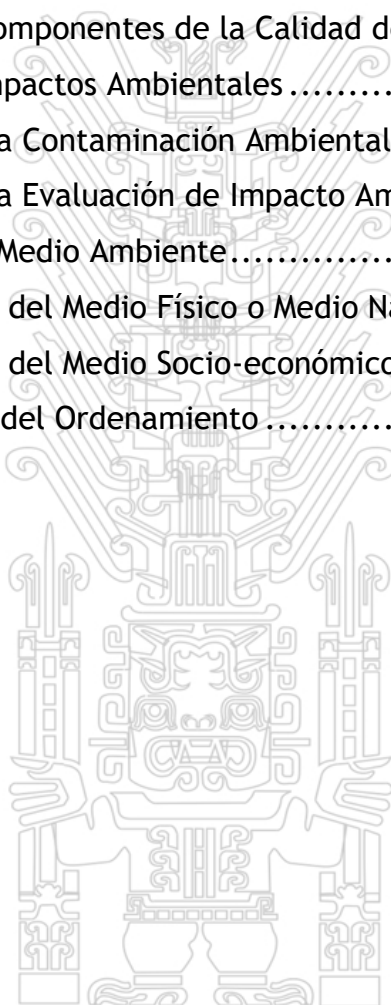 omponentes de la Calidad d
mpactos Ambientales.........
a Contaminación Ambiental
a Evaluación de Impacto Am
Medio Ambiente..............
del Medio Físico o Medio Na
del Medio Socio-económico
del Ordenamiento............